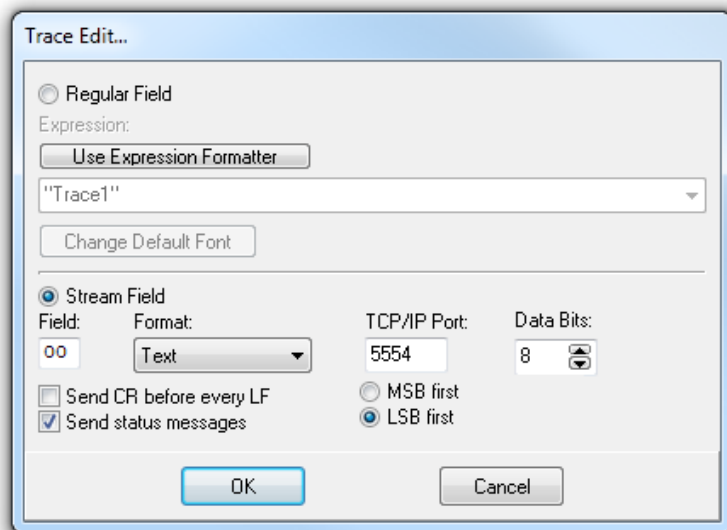 Trace Edit...
Regular Field
Expression:
Use Expression Formatter
"Trace1"
Change Default Font
Stream Field
Field: Format: TCP/IP Port: Data Bits:
00 Text 5554 8
Send CR before every LF MSB first
Send status messages LSB first
OK Cancel